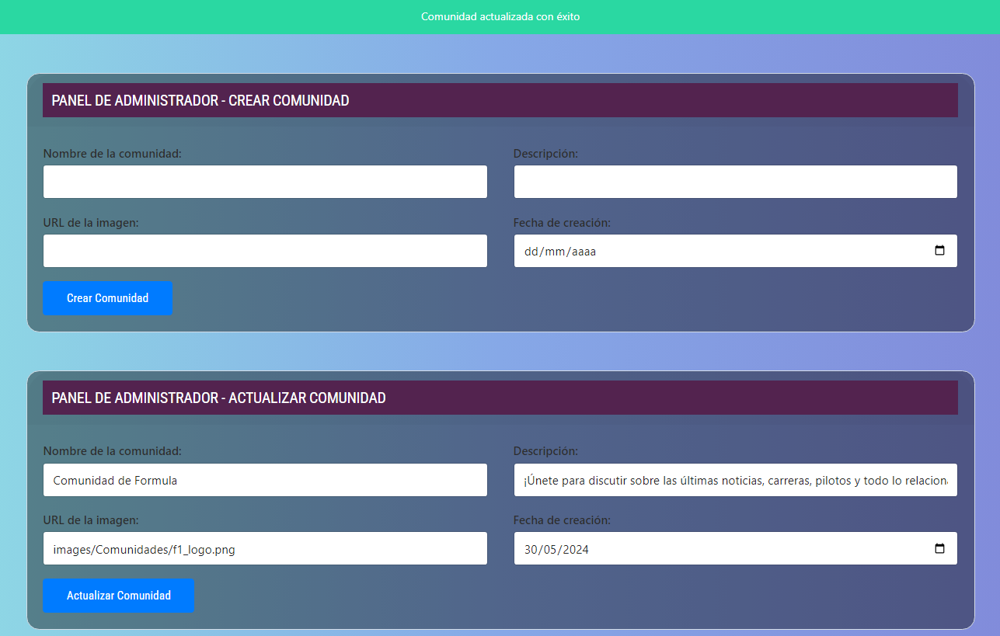 Comunidad actualizada con éxito
PANEL DE ADMINISTRADOR - CREAR COMUNIDAD
Nombre de la comunidad:
Descripción:
URL de la imagen:
Fecha de creación:
dd/mm/aaaa
Crear Comunidad
PANEL DE ADMINISTRADOR - ACTUALIZAR COMUNIDAD
Nombre de la comunidad:
Descripción:
Comunidad de Formula
¡Únete para discutir sobre las últimas noticias, carreras, pilotos y todo lo relacion
URL de la imagen:
Fecha de creación:
images/Comunidades/f1_logo.png
30/05/2024
Actualizar Comunidad